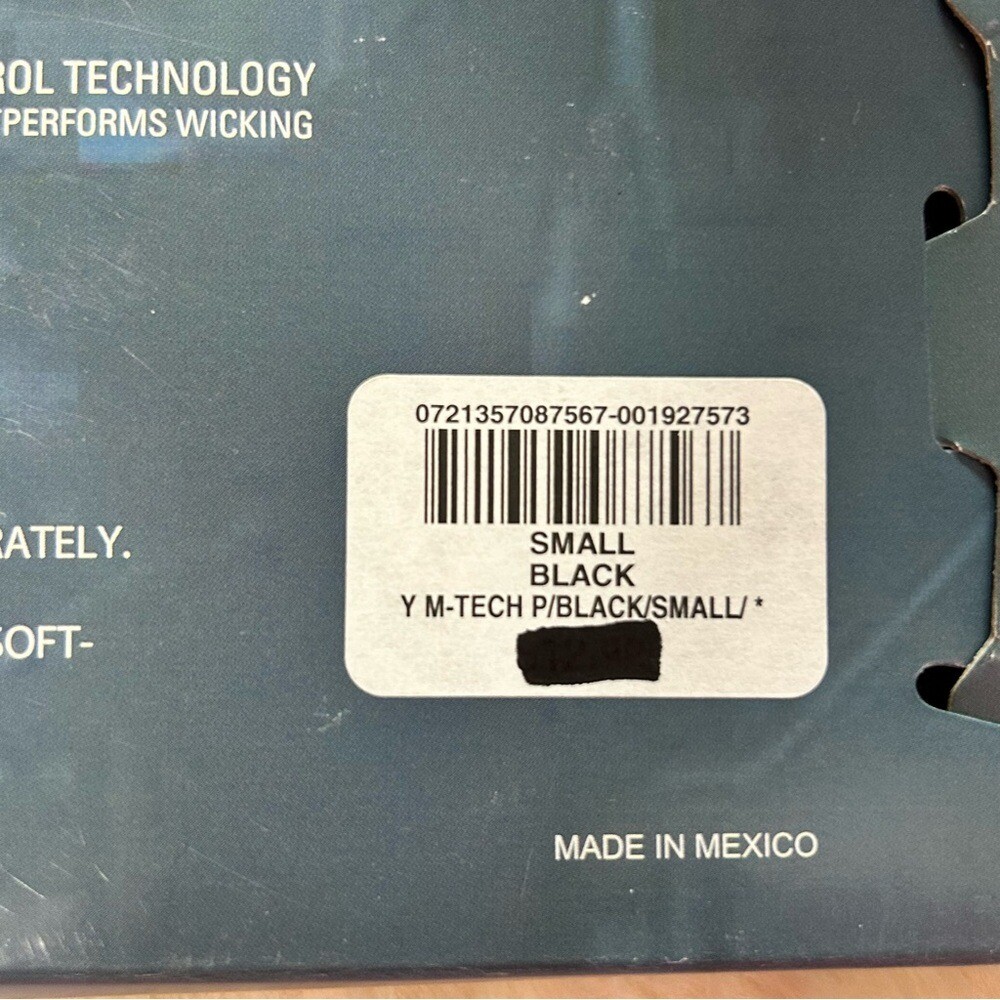 ROL TECHNOLOGY
TPERFORMS WICKING
0721357087567-001927573
SMALL
BLACK
Y M-TECH P/BLACK/SMALL/ *
RATELY.
SOFT-
MADE IN MEXICO